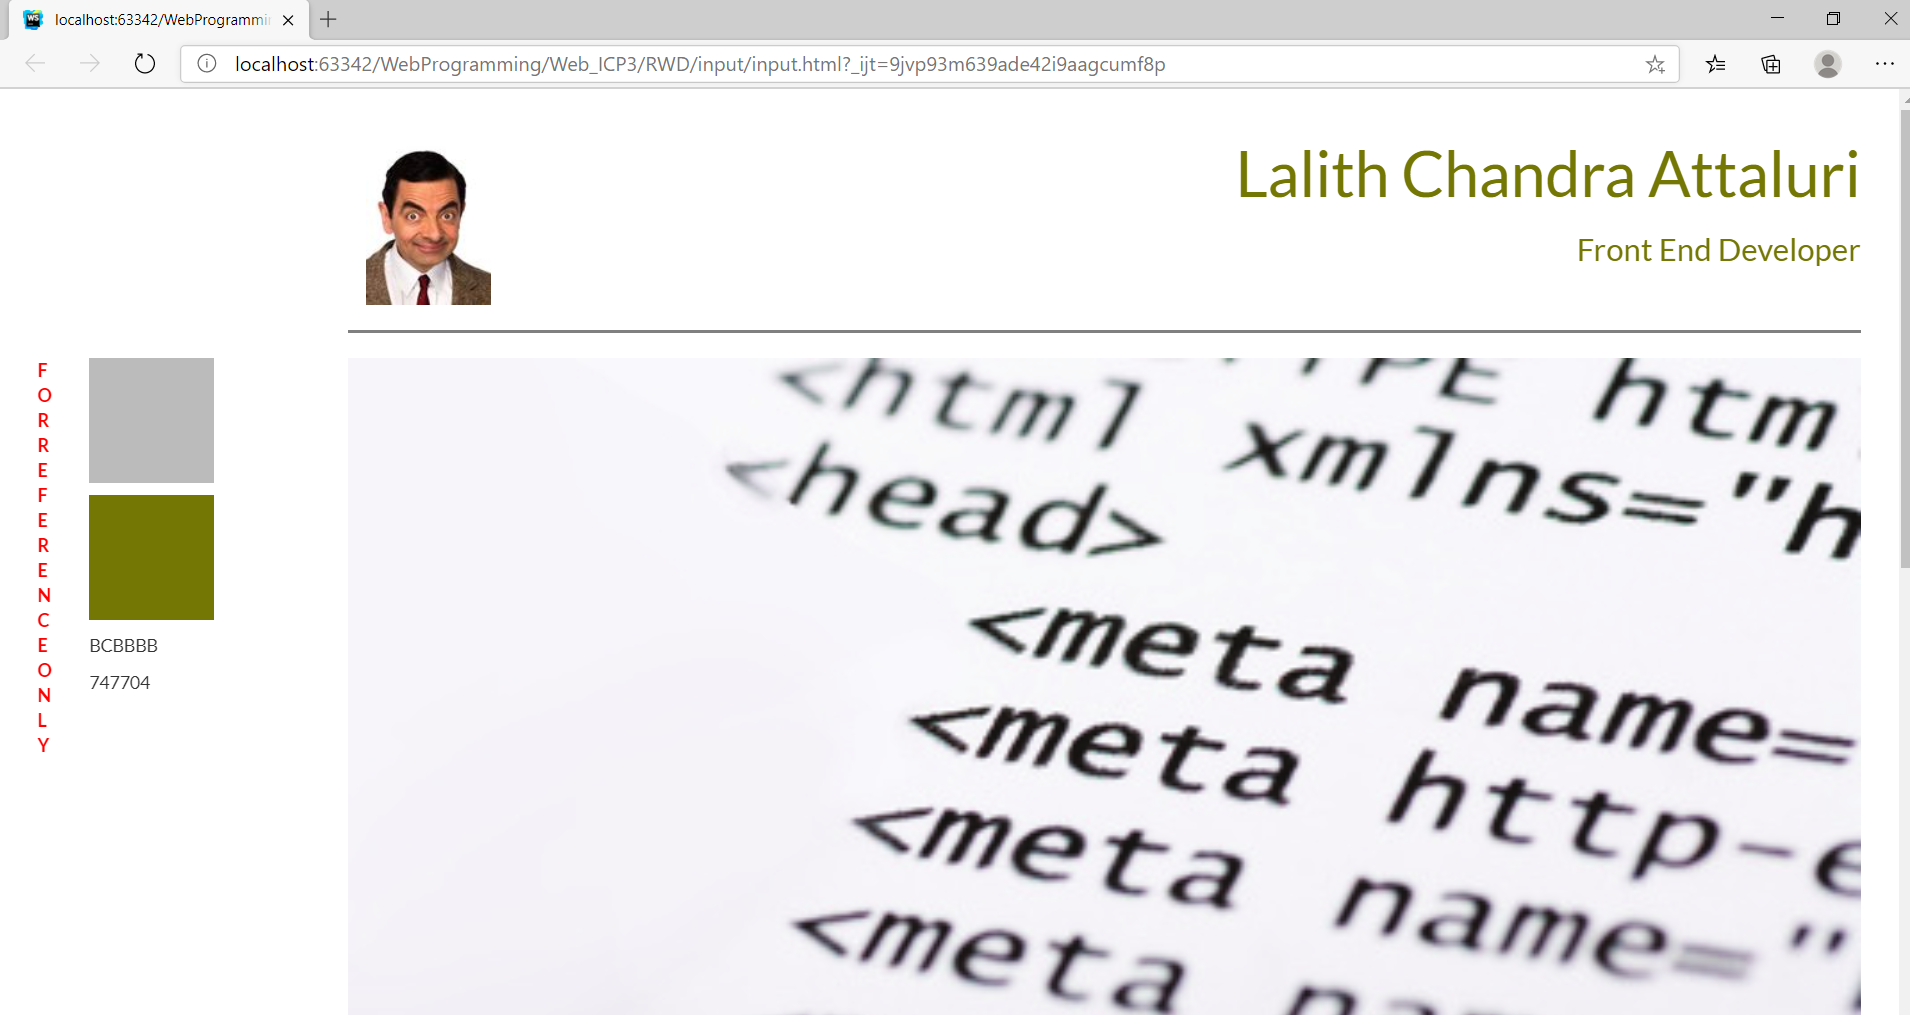 localhost:63342/WebProgrammi
localhost:63342/WebProgramming/Web_ICP3/RWD/input/input.html?_ijt=9jvp93m639ade42i9aagcumf8p
Lalith Chandra Attaluri
Front End Developer
F
O
R
R
E
F
E
R
E
N
C
E
O
N
L
Y
BCBBBB
747704
<html xmlns="h
<head>
<meta name=
<meta http-e
<meta name="
<meta